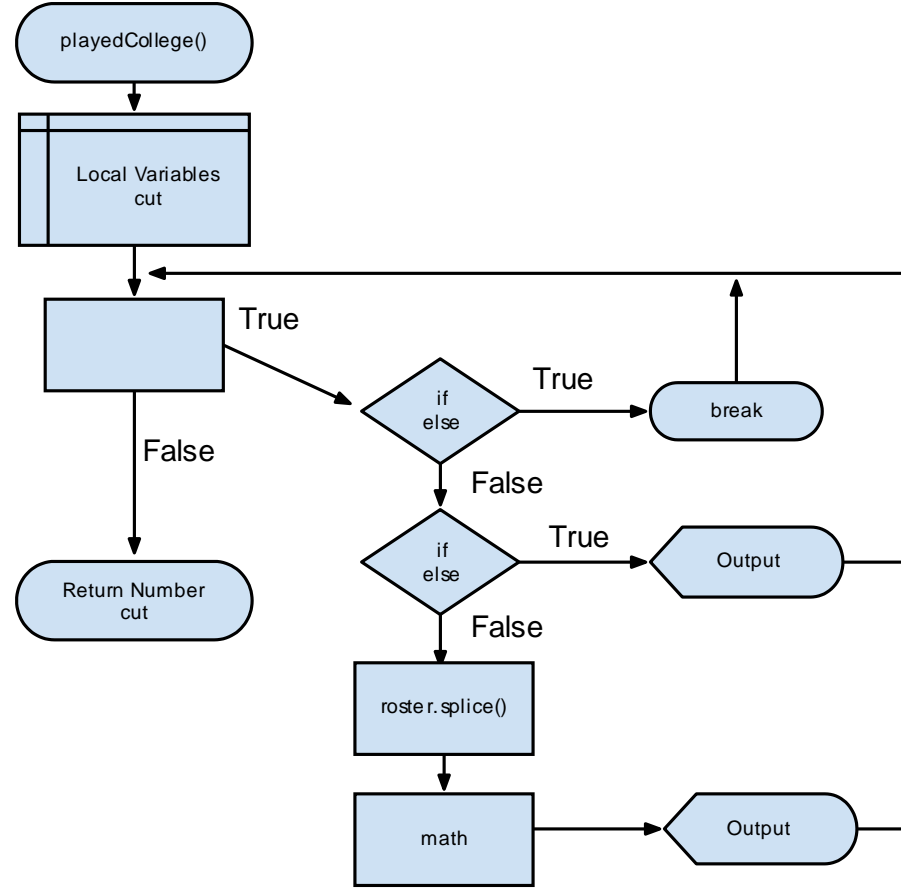 playedCollege()
Local Variables
cut
True
False
Return Number
cut
if
else
True
break
False
if
else
True
Output
False
roster.splice()
math
Output